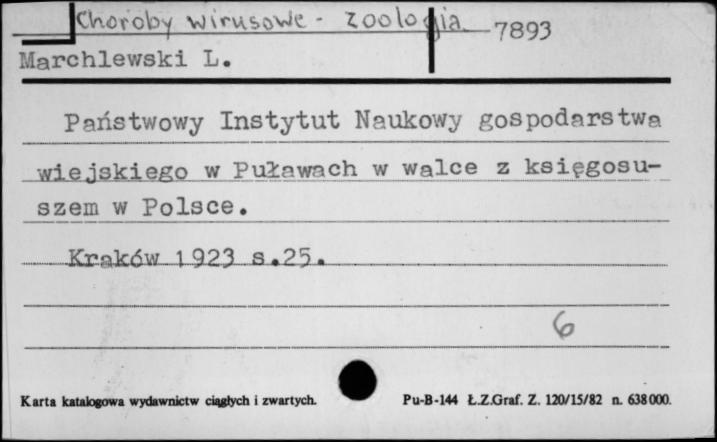 Choroby wirusowe - zoologia 7893
Marchlewski L.
Państwowy Instytut Naukowy gospodarstwa
wiejskiego w Puławach w walce z księgosu-
szem w Polsce.
Kraków 1923 s.25.
6
Karta katalogowa wydawnictw ciągłych i zwartych. Pu-B-144 Ł.Z.Graf. Z. 120/15/82 n. 638000.